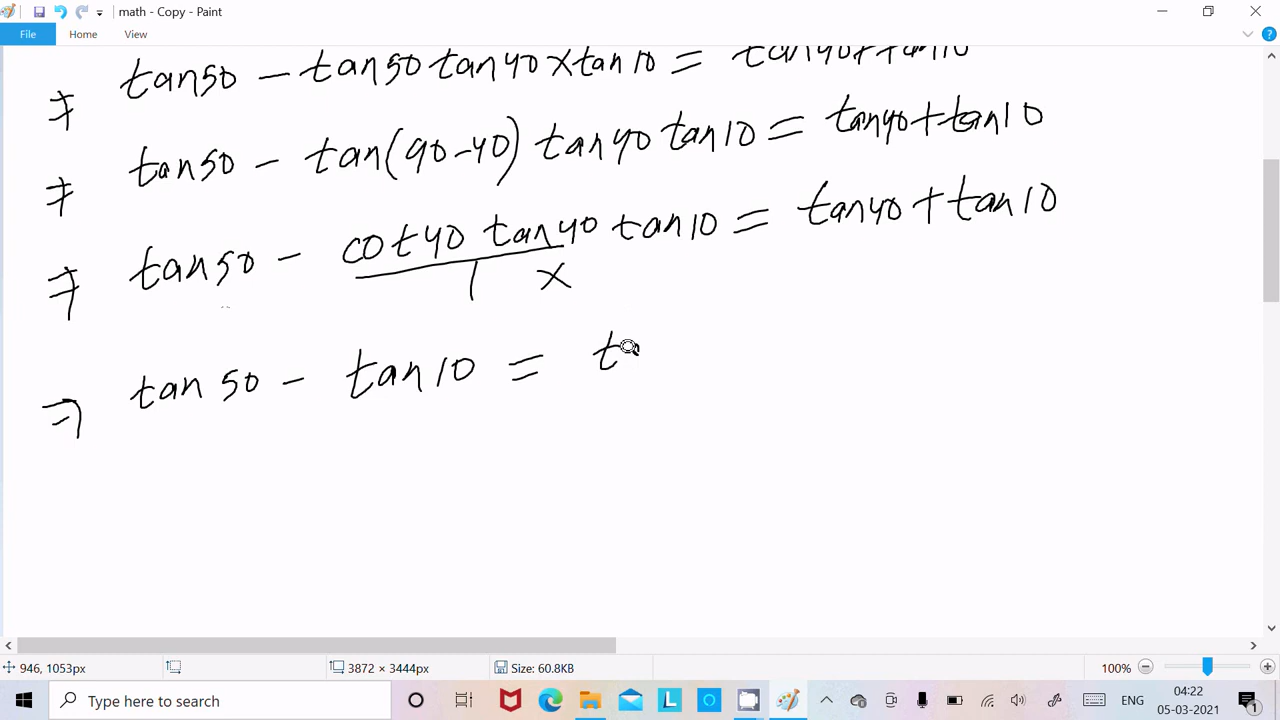 math - Copy - Paint
File Home View
tan50 - tan50 tan40 x tan10 = tan40 + tan10
⇒ tan50 - tan(90-40) tan40 tan10 = tan40 + tan10
⇒ tan50 - cot40 tan40 tan10 = tan40 + tan10
⇒ 1 x
⇒ tan50 - tan10 = t
946, 1053px 3872 × 3444px Size: 60.8KB 100%
Type here to search ENG 04:22
05-03-2021 1